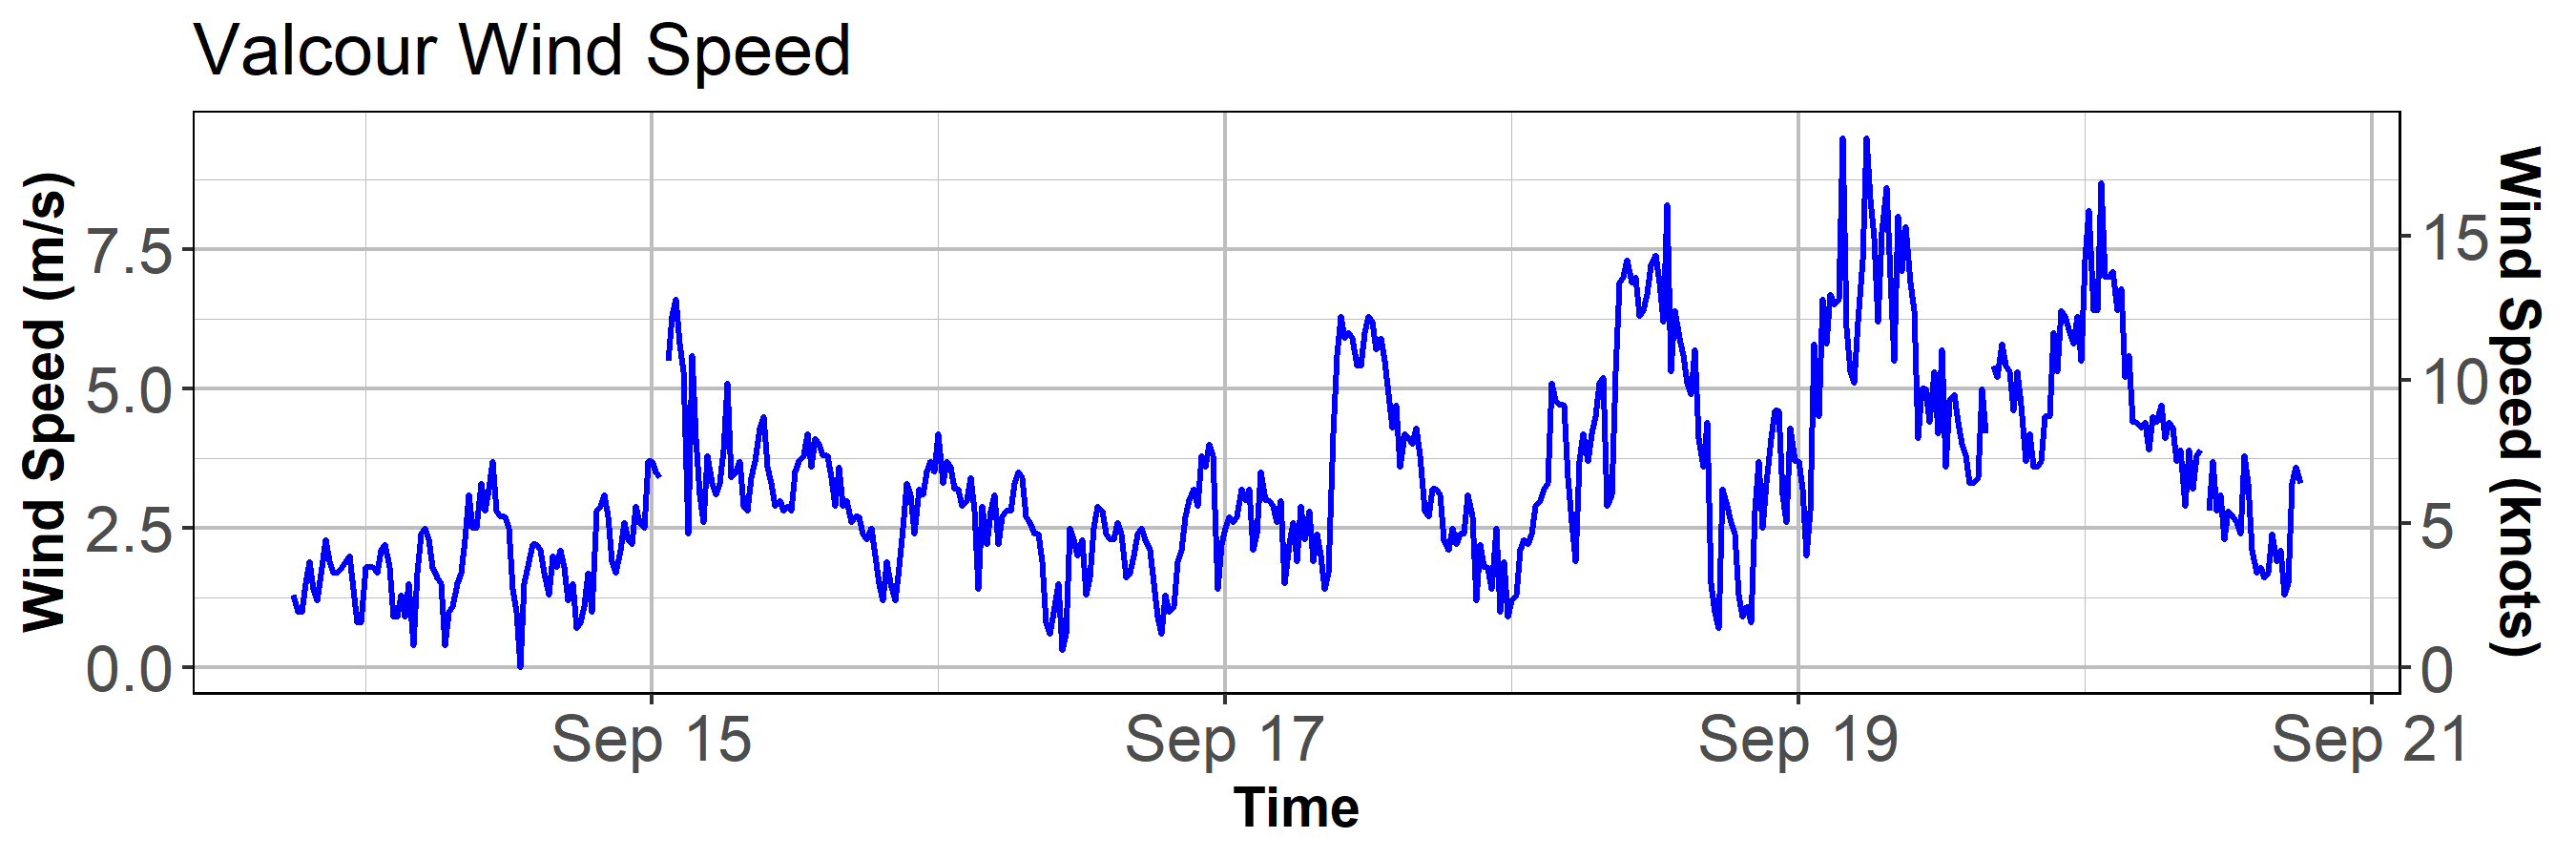 Valcour Wind Speed
Wind Speed (m/s)
7.5
5.0
2.5
0.0
15
10
5
0
Wind Speed (knots)
Sep 15
Sep 17
Sep 19
Sep 21
Time